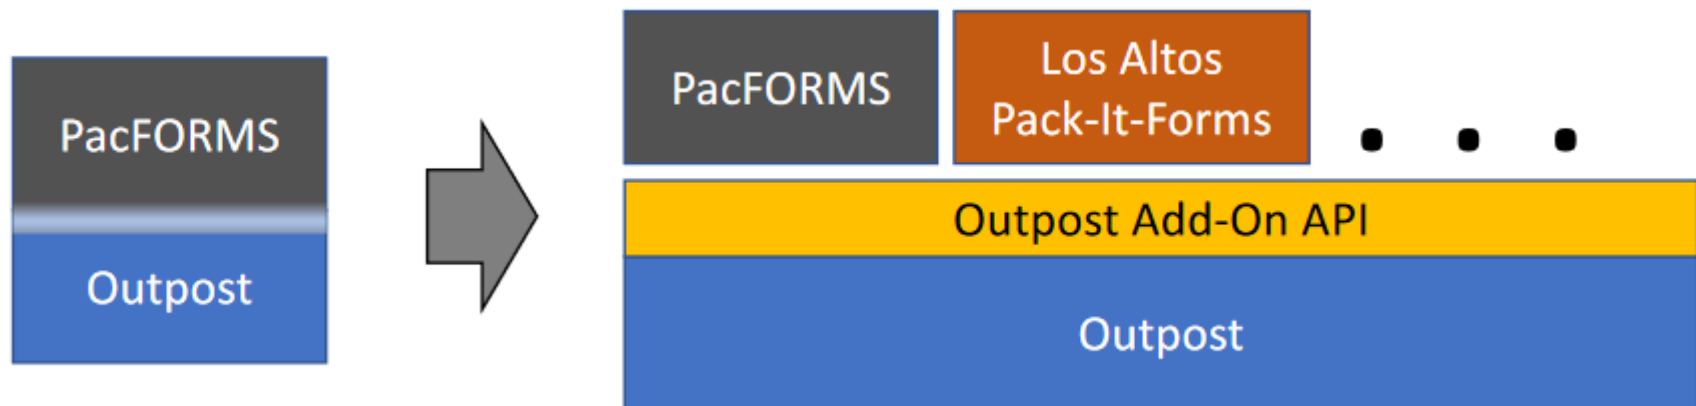 PacFORMS
Outpost
PacFORMS
Los Altos
Pack-It-Forms
. . .
Outpost Add-On API
Outpost